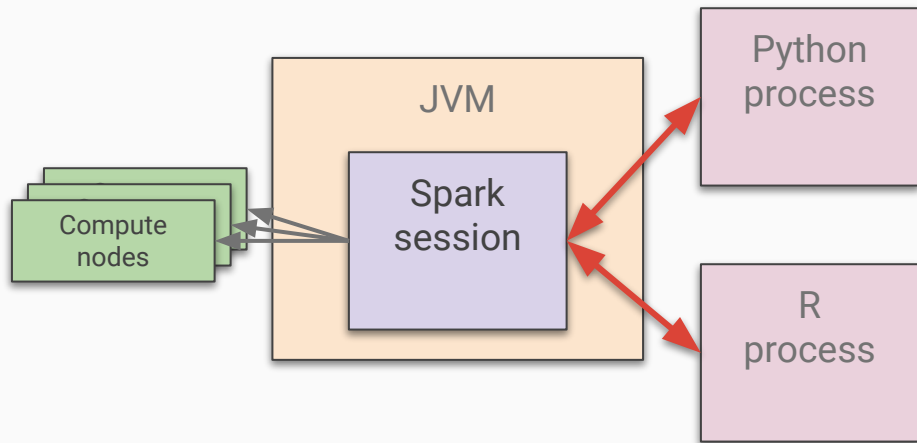 Python
process
JVM
Spark
session
Compute
nodes
R
process